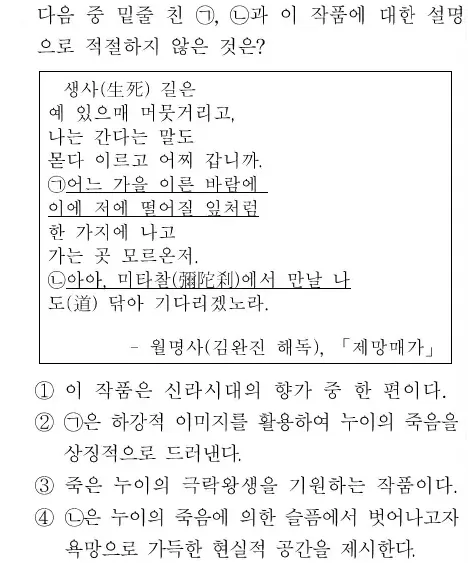 다음 중 밑줄 친 ㉠, ㉡과 이 작품에 대한 설명
으로 적절하지 않은 것은?
생사(生死) 길은
예 있으매 머뭇거리고,
나는 간다는 말도
몯다 이르고 어찌 갑니까.
㉠어느 가을 이른 바람에
이에 저에 떨어질 잎처럼
한 가지에 나고
가는 곳 모르온저.
㉡아아, 미타찰(彌陀刹)에서 만날 나
도(道) 닦아 기다리겠노라.
- 월명사(김완진 해독), 「제망매가」
① 이 작품은 신라시대의 향가 중 한 편이다.
② ㉠은 하강적 이미지를 활용하여 누이의 죽음을
상징적으로 드러낸다.
③ 죽은 누이의 극락왕생을 기원하는 작품이다.
④ ㉡은 누이의 죽음에 의한 슬픔에서 벗어나고자
욕망으로 가득한 현실적 공간을 제시한다.